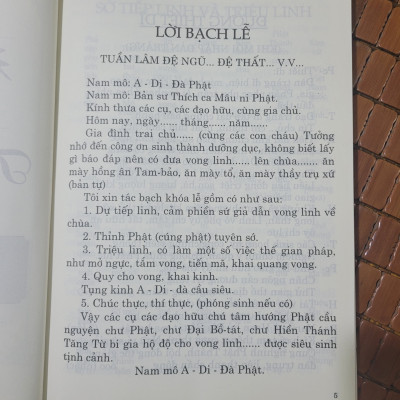 LỜI BẠCH LỄ
TUẦN LÂM ĐỆ NGŨ... ĐỆ THẤT... V.V...
Nam mô: A - Di - Đà Phật
Nam mô: Bản sư Thích ca Mâu ni Phật.
Kính thưa các cụ, các đạo hữu, cùng gia chủ.
Hôm nay, ngày...... tháng...... năm......
Gia đình trai chủ...... (cùng các con cháu) Tưởng
nhớ đến công ơn sinh thành dưỡng dục, không biết lấy
gì báo đáp nên có đưa vong linh...... lên chùa...... ân
mày hồng ân Tam-bảo, ân mày tổ, ân mày thầy trụ xứ
(bản tự)
Tôi xin tác bạch khóa lễ gồm có như sau:
1. Dự tiếp linh, cảm phiền sứ giả dẫn vong linh về
chùa.
2. Thỉnh Phật (cúng phật) tuyên sớ.
3. Triệu linh, có làm một số việc thế gian pháp,
như mở ngục, tắm vong, tiến mã, khai quang vong.
4. Quy cho vong, khai kinh.
Tụng kinh A - Di - đà cầu siêu.
5. Chúc thực, thí thực, (phóng sinh nếu có)
Vậy các cụ các đạo hữu chú tâm hướng Phật cầu
nguyện chư Phật, chư Đại Bồ-tát, chư Hiền Thánh
Tăng Từ bi gia hộ độ cho vong linh...... được siêu sinh
tịnh cảnh.
Nam mô A - Di - Đà Phật.
5